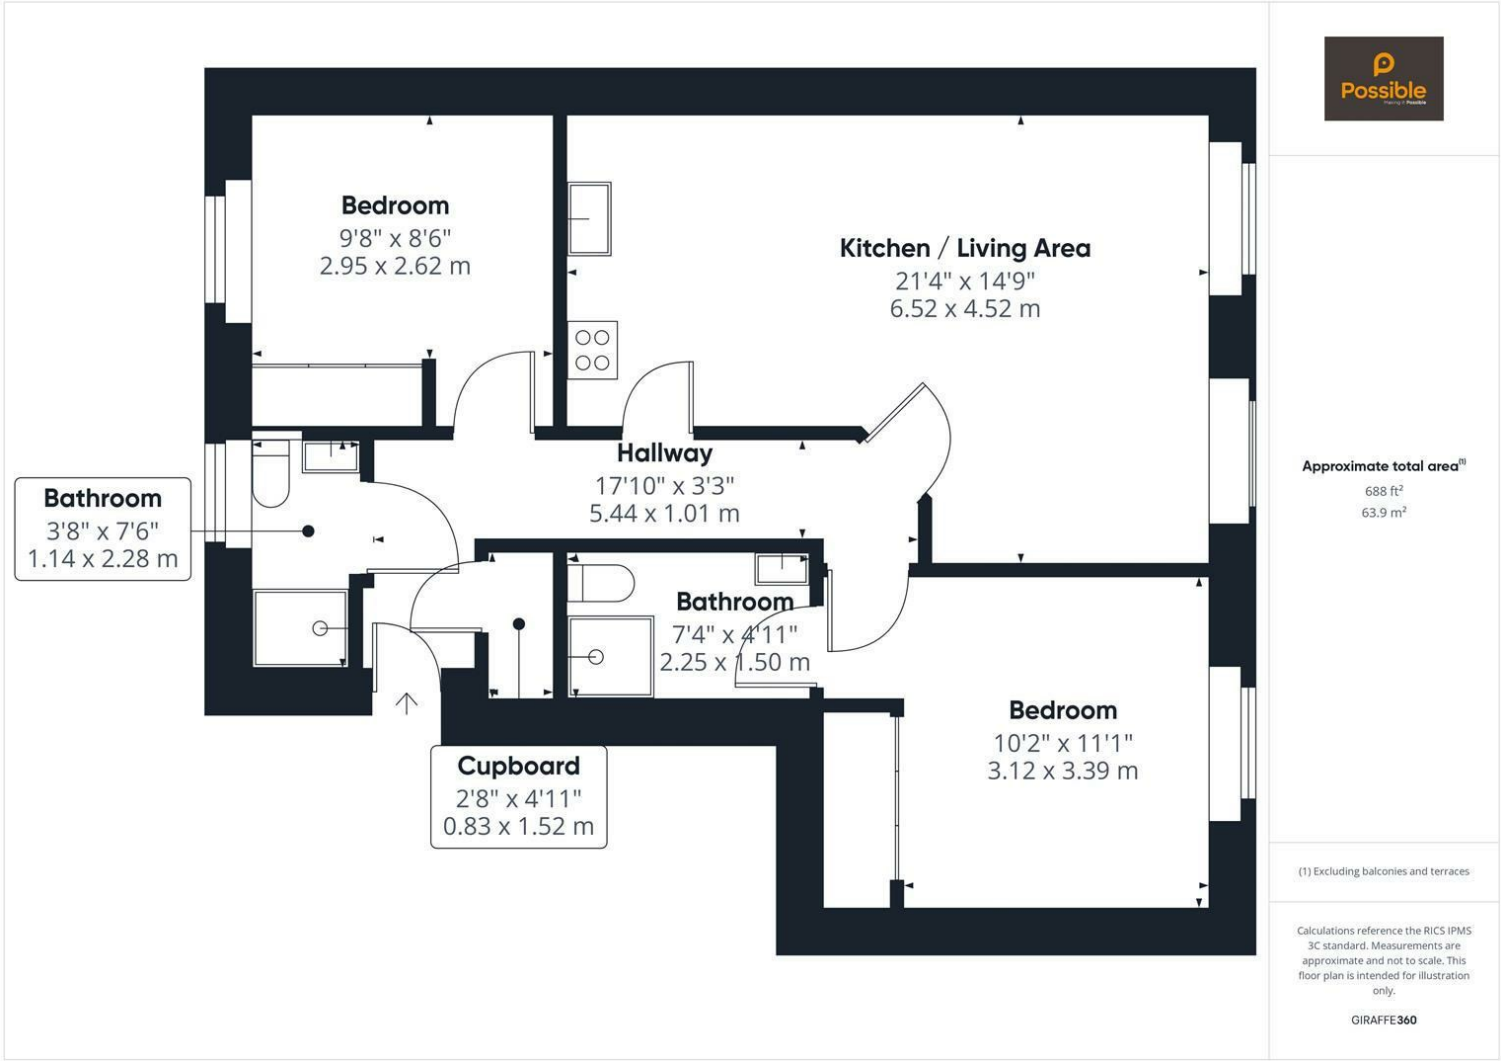 Bedroom
9'8" x 8'6"
2.95 x 2.62 m
Kitchen / Living Area
21'4" x 14'9"
6.52 x 4.52 m
Hallway
17'10" x 3'3"
5.44 x 1.01 m
Bathroom
3'8" x 7'6"
1.14 x 2.28 m
Bathroom
7'4" x 4'11"
2.25 x 1.50 m
Bedroom
10'2" x 11'1"
3.12 x 3.39 m
Cupboard
2'8" x 4'11"
0.83 x 1.52 m
Possible
Making it Possible
Approximate total area(1)
688 ft²
63.9 m²
(1) Excluding balconies and terraces
Calculations reference the RICS IPMS
3C standard. Measurements are
approximate and not to scale. This
floor plan is intended for illustration
only.
GIRAFFE360